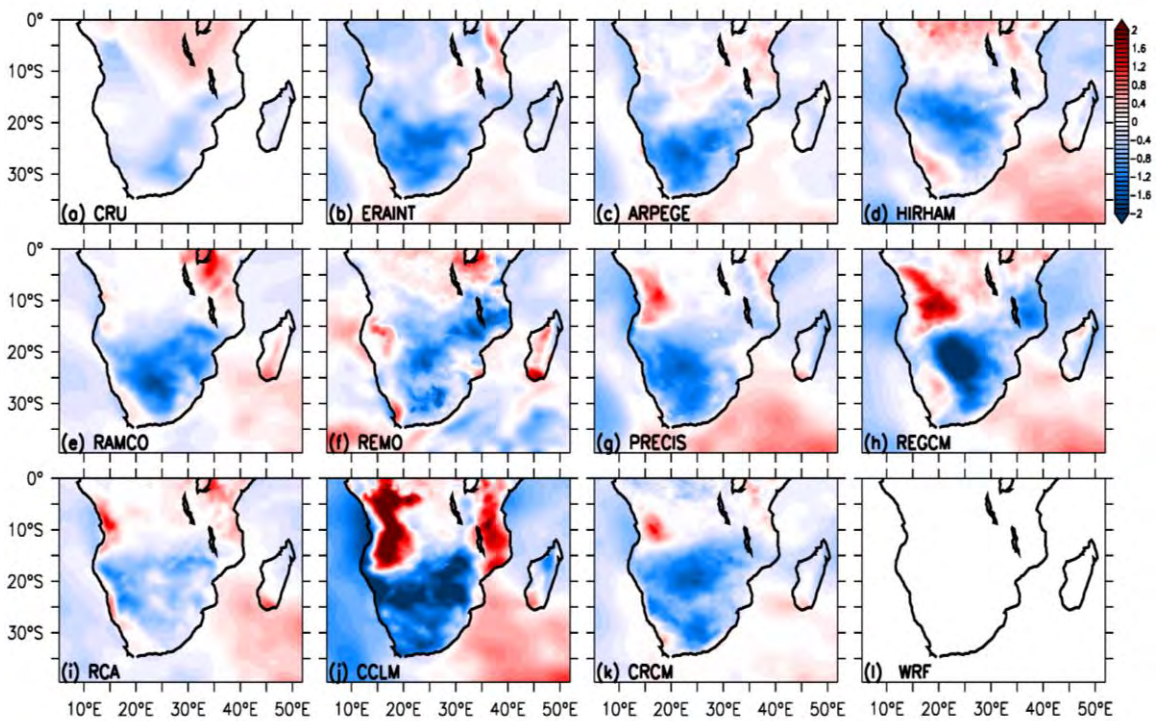 0° 10°S 20°S 30°S
(a) CRU (b) ERAINT (c) ARPEGE (d) HIRHAM
2 1.6 1.2 0.8 0.4 0 −0.4 −0.8 −1.2 −1.6 −2
0° 10°S 20°S 30°S
(e) RAMCO (f) REMO (g) PRECIS (h) REGCM
0° 10°S 20°S 30°S
(i) RCA (j) CCLM (k) CRCM (l) WRF
10°E 20°E 30°E 40°E 50°E 10°E 20°E 30°E 40°E 50°E 10°E 20°E 30°E 40°E 50°E 10°E 20°E 30°E 40°E 50°E